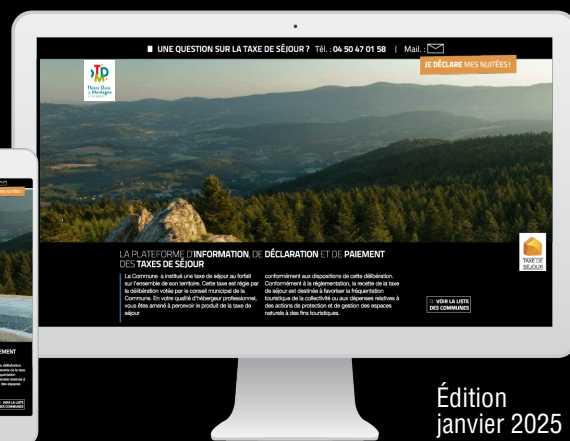 UNE QUESTION SUR LA TAXE DE SÉJOUR ? Tél. : 04 50 47 01 58 | Mail. :
JE DÉCLARE MES NUITÉES !
Thiers Dore
& Montagne
LA PLATEFORME D'INFORMATION, DE DÉCLARATION ET DE PAIEMENT
DES TAXES DE SÉJOUR
La Commune a institué une taxe de séjour au forfait
sur l'ensemble de son territoire. Cette taxe est régie par
la délibération votée par le conseil municipal de la
Commune. En votre qualité d'hébergeur professionnel,
vous êtes amené à percevoir le produit de la taxe de
séjour
conformément aux dispositions de cette délibération.
Conformément à la réglementation, la recette de la taxe
de séjour est destinée à favoriser la fréquentation
touristique de la collectivité ou aux dépenses relatives à
des actions de protection et de gestion des espaces
naturels à des fins touristiques.
TAXE DE
SÉJOUR
VOIR LA LISTE
DES COMMUNES
EMENT
VOIR LA LISTE
DES COMMUNES
Édition
janvier 2025